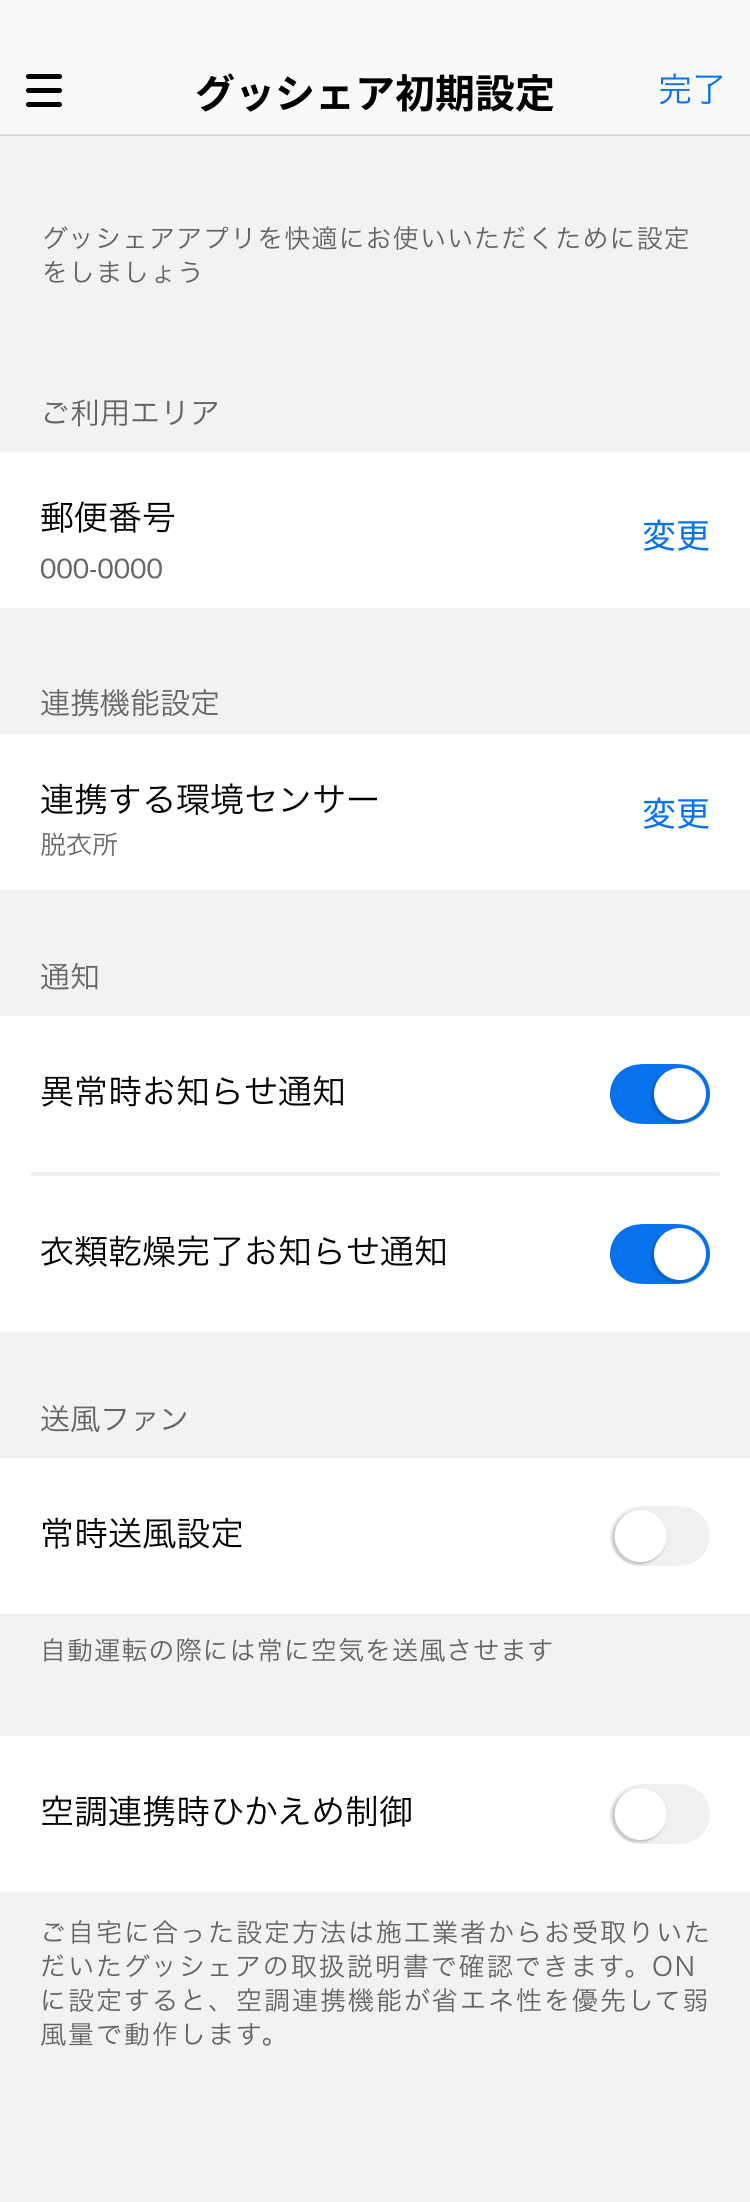 グッシェア初期設定
完了
グッシェアアプリを快適にお使いいただくために設定
をしましょう
ご利用エリア
郵便番号
000-0000
変更
連携機能設定
連携する環境センサー
脱衣所
変更
通知
異常時お知らせ通知
衣類乾燥完了お知らせ通知
送風ファン
常時送風設定
自動運転の際には常に空気を送風させます
空調連携時ひかえめ制御
ご自宅に合った設定方法は施工業者からお受取りいた
だいたグッシェアの取扱説明書で確認できます。ON
に設定すると、空調連携機能が省エネ性を優先して弱
風量で動作します。